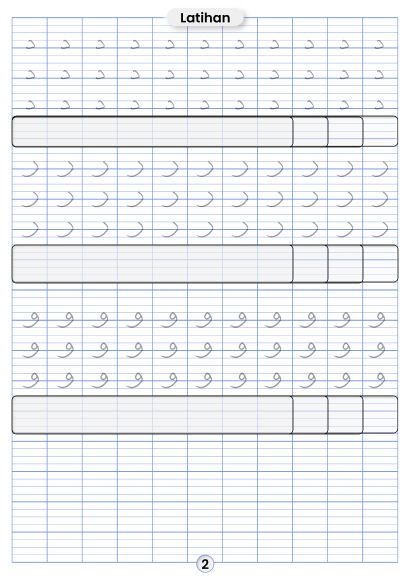 Latihan
د د د د د د د د د د د
د د د د د د د د د د د
د د د د د د د د د د د
ر ر ر ر ر ر ر ر ر ر ر
ر ر ر ر ر ر ر ر ر ر ر
ر ر ر ر ر ر ر ر ر ر ر
و و و و و و و و و و و
و و و و و و و و و و و
و و و و و و و و و و و
2